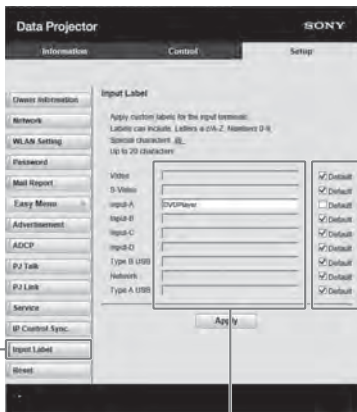 Data Projector
SONY
Information
Control
Setup
Owner Information
Network
WLAN Setting
Password
Mail Report
Easy Menu
Advertisement
ADCP
PJ Talk
PJ Link
Service
IP Control Sync.
Input Label
Reset
Input Label
Apply custom labels for the input terminals.
Labels can include: Letters a-z/A-Z, Numbers 0-9,
Special characters
Up to 20 characters
Video
Default
S-Video
Default
Input-A
DVDPlayer
Default
Input-B
Default
Input-C
Default
Input-D
Default
Type B USB
Default
Network
Default
Type A USB
Default
Apply